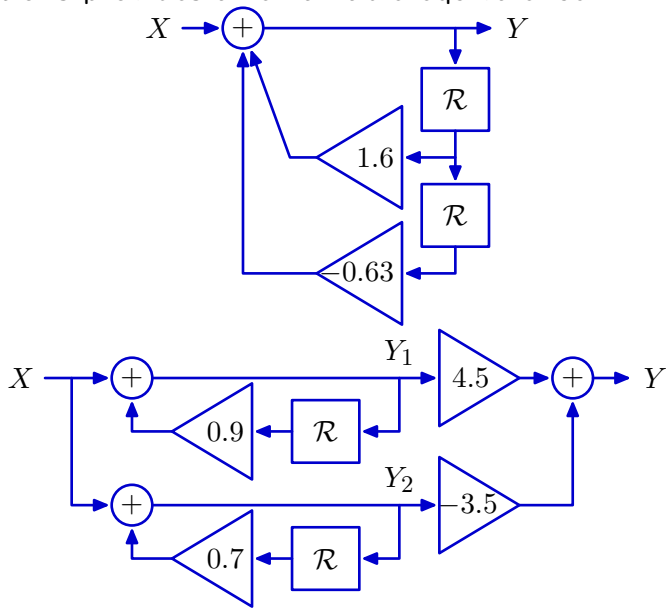 X + Y
R
1.6
R
−0.63
X + Y₁ 4.5 + Y
0.9 R
+ Y₂ −3.5
0.7 R